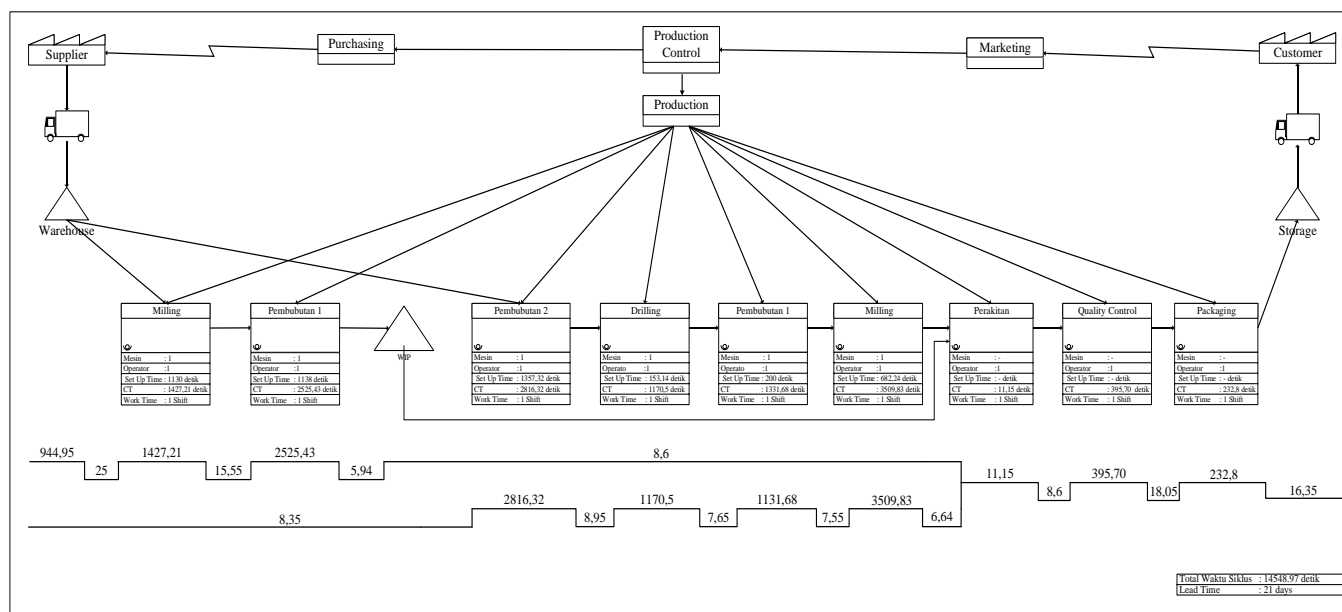 Supplier
Purchasing
Production
Control
Marketing
Customer
Production
Warehouse
Storage
Milling
Mesin : 1
Operator :1
Set Up Time : 1130 detik
CT : 1427,21 detik
Work Time : 1 Shift
Pembubutan 1
Mesin : 1
Operator :1
Set Up Time : 1138 detik
CT : 2525,43 detik
Work Time : 1 Shift
WIP
Pembubutan 2
Mesin : 1
Operator :1
Set Up Time : 1357,32 detik
CT : 2816,32 detik
Work Time : 1 Shift
Drilling
Mesin : 1
Operato :1
Set Up Time : 153,14 detik
CT : 1170,5 detik
Work Time : 1 Shift
Pembubutan 1
Mesin : 1
Operato :1
Set Up Time : 200 detik
CT : 1331,68 detik
Work Time : 1 Shift
Milling
Mesin : 1
Operator :1
Set Up Time : 682,24 detik
CT : 3509,83 detik
Work Time : 1 Shift
Perakitan
Mesin : -
Operator :1
Set Up Time : - detik
CT : 11,15 detik
Work Time : 1 Shift
Quality Control
Mesin : -
Operator :1
Set Up Time : - detik
CT : 395,70 detik
Work Time : 1 Shift
Packaging
Mesin : -
Operator :1
Set Up Time : - detik
CT : 232,8 detik
Work Time : 1 Shift
944,95
25
1427,21
15,55
2525,43
5,94
8,6
11,15
8,6
395,70
18,05
232,8
16,35
8,35
2816,32
8,95
1170,5
7,65
1131,68
7,55
3509,83
6,64
Total Waktu Siklus : 14548.97 detik
Lead Time : 21 days